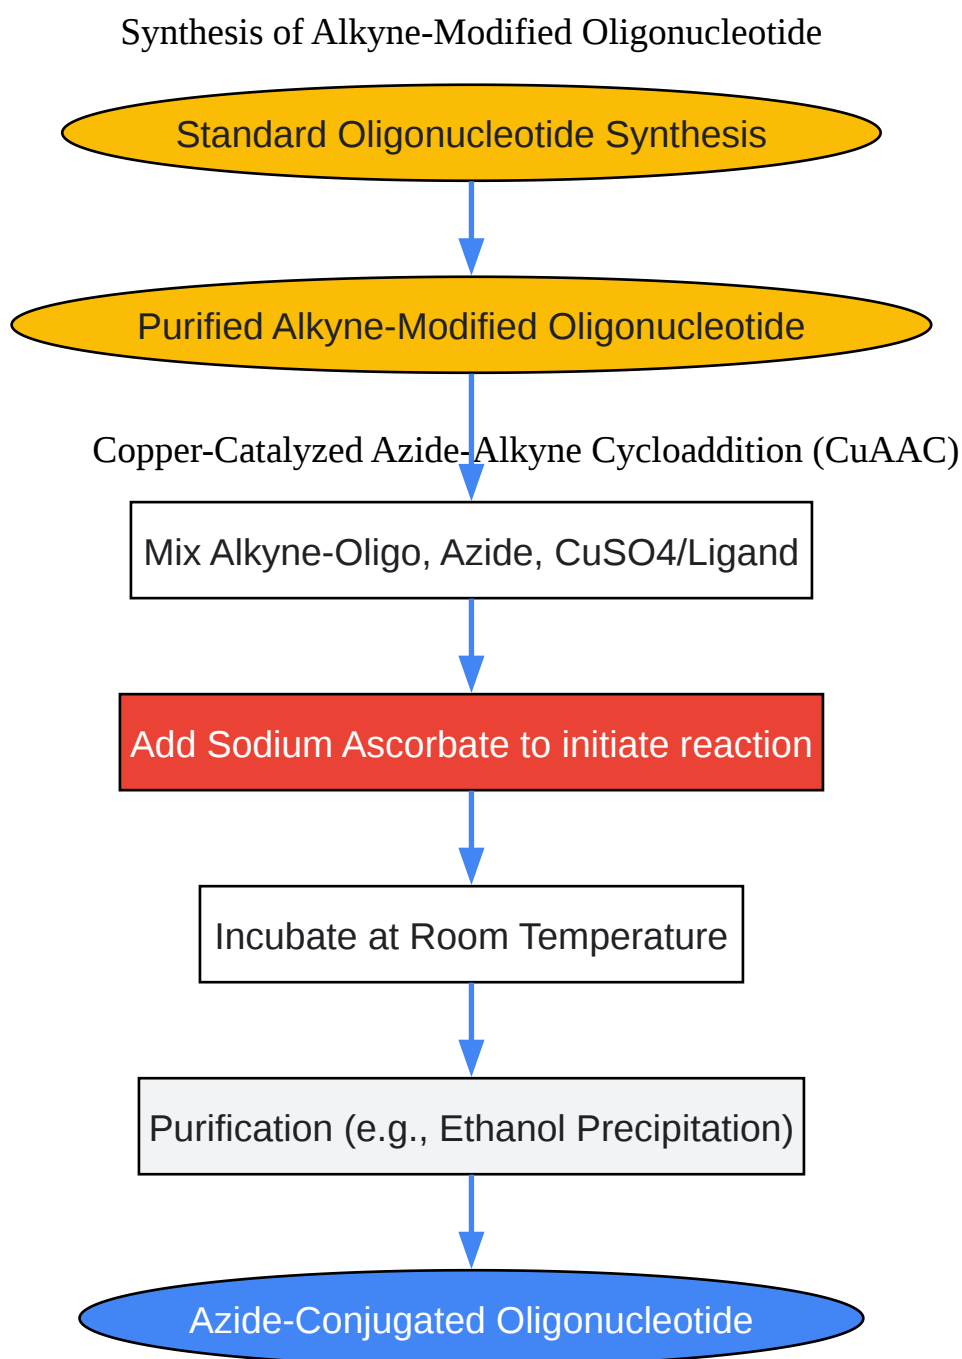 Synthesis of Alkyne-Modified Oligonucleotide
Standard Oligonucleotide Synthesis
Purified Alkyne-Modified Oligonucleotide
Copper-Catalyzed Azide-Alkyne Cycloaddition (CuAAC)
Mix Alkyne-Oligo, Azide, CuSO4/Ligand
Add Sodium Ascorbate to initiate reaction
Incubate at Room Temperature
Purification (e.g., Ethanol Precipitation)
Azide-Conjugated Oligonucleotide